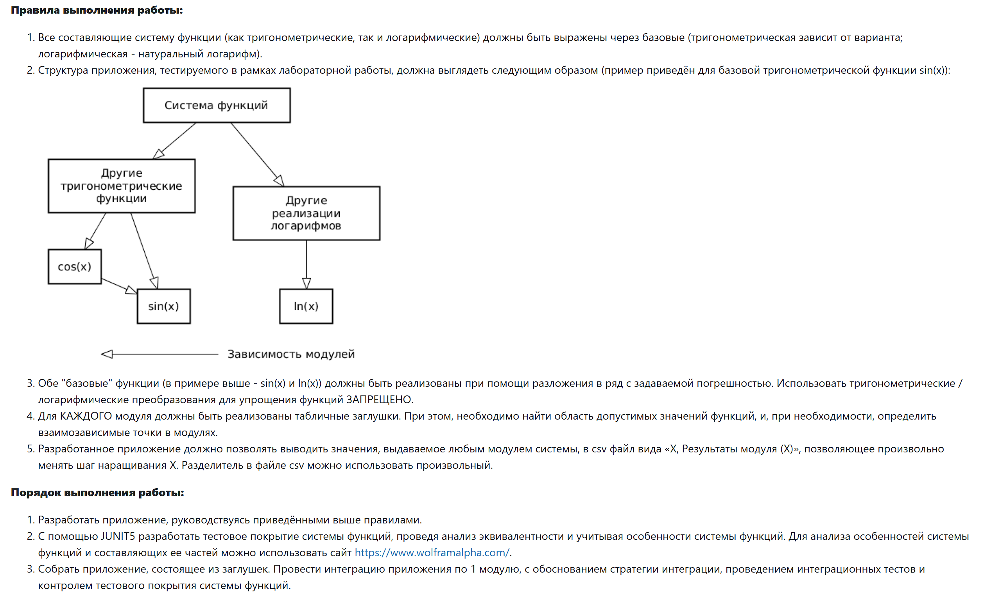 Правила выполнения работы:
1. Все составляющие систему функции (как тригонометрические, так и логарифмические) должны быть выражены через базовые (тригонометрическая зависит от варианта;
логарифмическая - натуральный логарифм).
2. Структура приложения, тестируемого в рамках лабораторной работы, должна выглядеть следующим образом (пример приведён для базовой тригонометрической функции sin(x)):
Система функций
Другие
тригонометрические
функции
Другие
реализации
логарифмов
cos(x)
sin(x)
ln(x)
Зависимость модулей
3. Обе "базовые" функции (в примере выше - sin(x) и ln(x)) должны быть реализованы при помощи разложения в ряд с задаваемой погрешностью. Использовать тригонометрические /
логарифмические преобразования для упрощения функций ЗАПРЕЩЕНО.
4. Для КАЖДОГО модуля должны быть реализованы табличные заглушки. При этом, необходимо найти область допустимых значений функций, и, при необходимости, определить
взаимозависимые точки в модулях.
5. Разработанное приложение должно позволять выводить значения, выдаваемое любым модулем системы, в csv файл вида «X, Результаты модуля (X)», позволяющее произвольно
менять шаг наращивания X. Разделитель в файле csv можно использовать произвольный.
Порядок выполнения работы:
1. Разработать приложение, руководствуясь приведёнными выше правилами.
2. С помощью JUNIT5 разработать тестовое покрытие системы функций, проведя анализ эквивалентности и учитывая особенности системы функций. Для анализа особенностей системы
функций и составляющих ее частей можно использовать сайт https://www.wolframalpha.com/.
3. Собрать приложение, состоящее из заглушек. Провести интеграцию приложения по 1 модулю, с обоснованием стратегии интеграции, проведением интеграционных тестов и
контролем тестового покрытия системы функций.